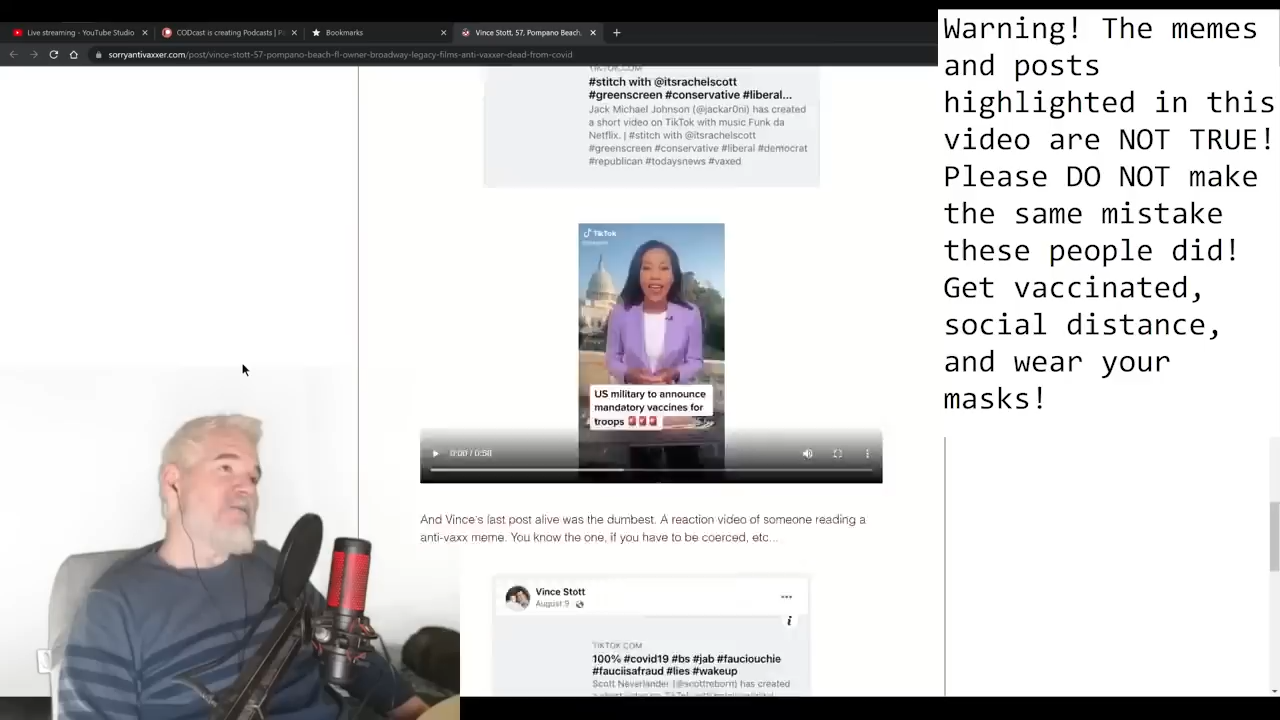 Live streaming - YouTube Studio
CODcast is creating Podcasts | P
Bookmarks
Vince Stott, 57, Pompano Beach,
sorryantivaxxer.com/post/vince-stott-57-pompano-beach-fl-owner-broadway-legacy-films-anti-vaxxer-dead-from-covid
TIKTOK.COM
#stitch with @itsrachelscott
#greenscreen #conservative #liberal...
Jack Michael Johnson (@jackar0ni) has created
a short video on TikTok with music Funk da
Netflix. | #stitch with @itsrachelscott
#greenscreen #conservative #liberal #democrat
#republican #todaysnews #vaxed
TikTok
US military to announce
mandatory vaccines for
troops 🚨🚨🚨
0:00 / 0:58
And Vince's last post alive was the dumbest. A reaction video of someone reading a
anti-vaxx meme. You know the one, if you have to be coerced, etc...
Vince Stott
August 9
TIKTOK.COM
100% #covid19 #bs #jab #fauciouchie
#fauciisafraud #lies #wakeup
Scott Neverlander (@scottreborn) has created
Warning! The memes
and posts
highlighted in this
video are NOT TRUE!
Please DO NOT make
the same mistake
these people did!
Get vaccinated,
social distance,
and wear your
masks!